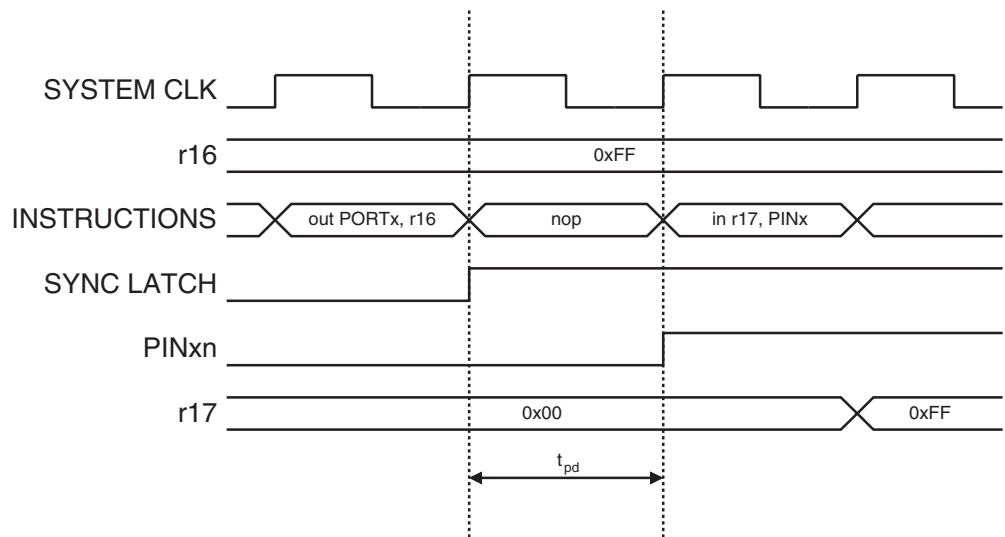 SYSTEM CLK
r16
0xFF
INSTRUCTIONS
out PORTx, r16
nop
in r17, PINx
SYNC LATCH
PINxn
r17
0x00
0xFF
tpd